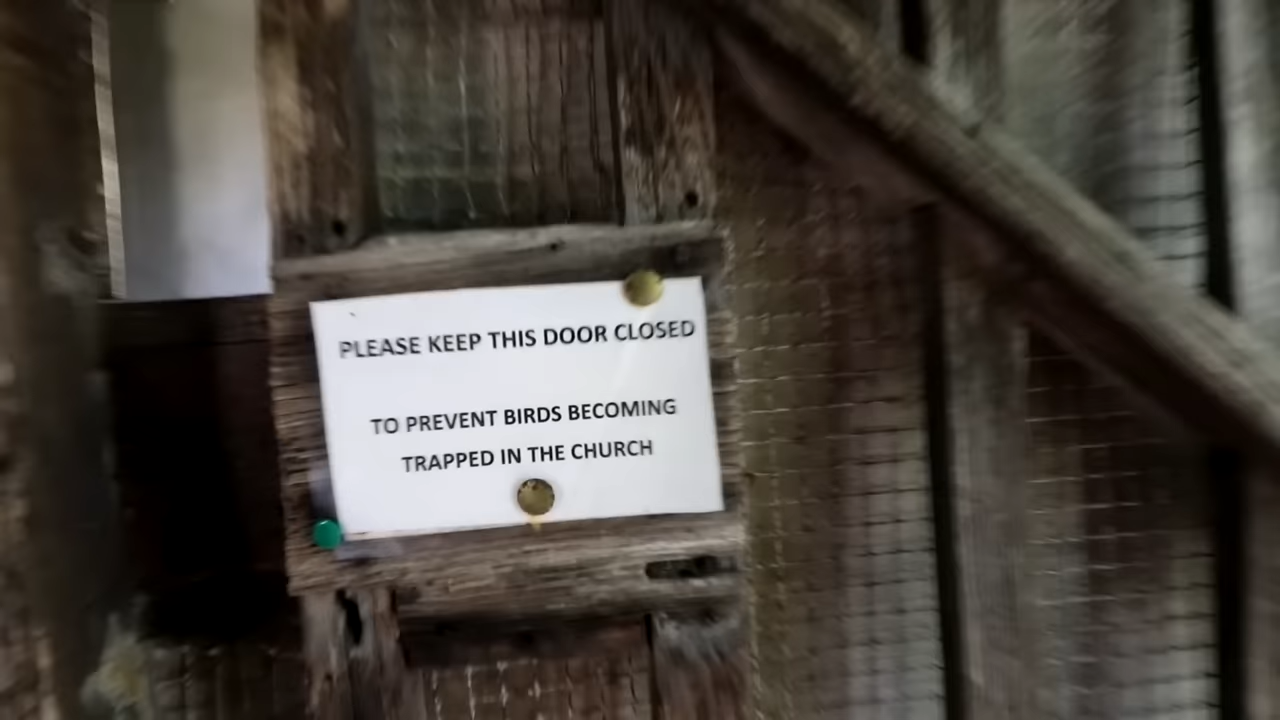 PLEASE KEEP THIS DOOR CLOSED
TO PREVENT BIRDS BECOMING
TRAPPED IN THE CHURCH